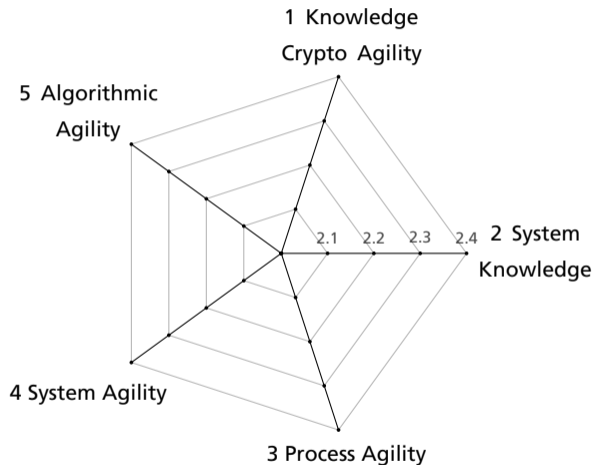 1 Knowledge
Crypto Agility
5 Algorithmic
Agility
2.1 2.2 2.3 2.4
2 System
Knowledge
4 System Agility
3 Process Agility